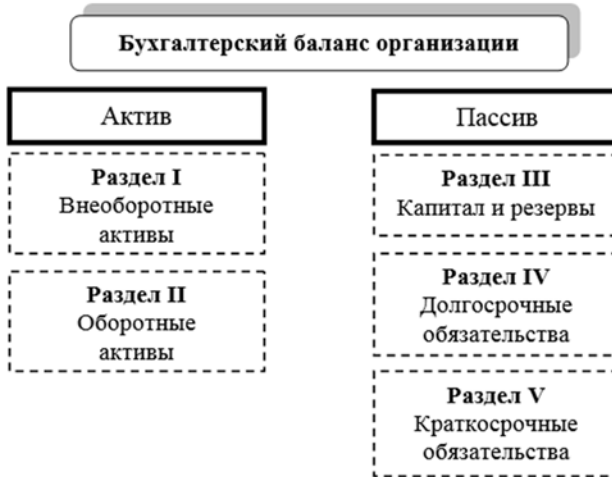 Бухгалтерский баланс организации
Актив
Раздел I
Внеоборотные
активы
Раздел II
Оборотные
активы
Пассив
Раздел III
Капитал и резервы
Раздел IV
Долгосрочные
обязательства
Раздел V
Краткосрочные
обязательства